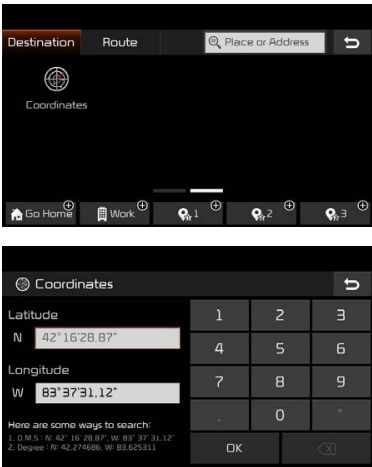 Destination Route Place or Address
Coordinates
Go Home Work 1 2 3
Coordinates
Latitude
N 42°16'28.87"
Longitude
W 83°37'31.12"
Here are some ways to search:
1. D.M.S : N: 42° 16' 28.87", W: 83° 37' 31.12"
2. Degree : N: 42.274686, W: 83.625311
1 2 3
4 5 6
7 8 9
. 0 °
OK